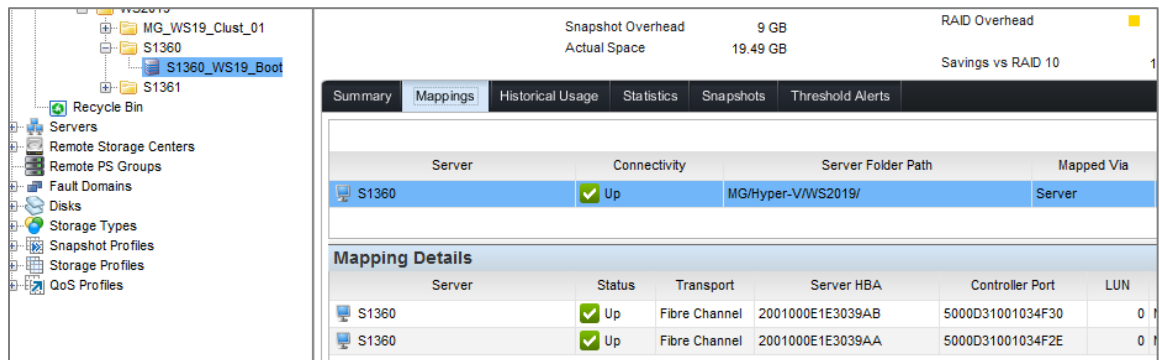 WS2019
MG_WS19_Clust_01
S1360
S1360_WS19_Boot
S1361
Recycle Bin
Servers
Remote Storage Centers
Remote PS Groups
Fault Domains
Disks
Storage Types
Snapshot Profiles
Storage Profiles
QoS Profiles
Snapshot Overhead 9 GB RAID Overhead
Actual Space 19.49 GB
Savings vs RAID 10 1
Summary Mappings Historical Usage Statistics Snapshots Threshold Alerts
Server Connectivity Server Folder Path Mapped Via
S1360 Up MG/Hyper-V/WS2019/ Server
Mapping Details
Server Status Transport Server HBA Controller Port LUN
S1360 Up Fibre Channel 2001000E1E3039AB 5000D31001034F30 0
S1360 Up Fibre Channel 2001000E1E3039AA 5000D31001034F2E 0